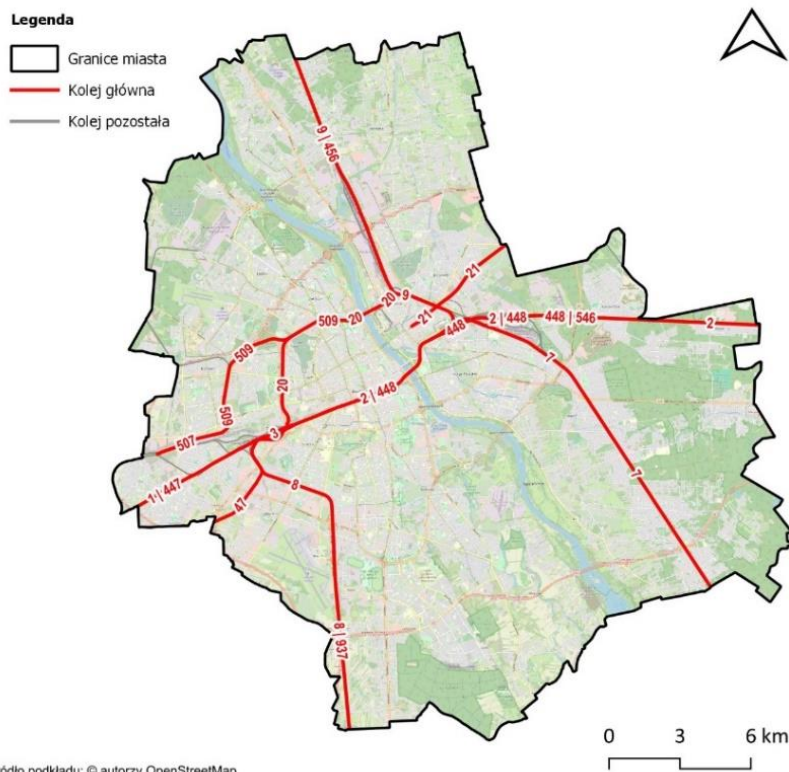 Legenda
Granice miasta
Kolej główna
Kolej pozostała
9 | 456
21
20 9
509 20
21
448
2 | 448
448 | 546
2
509
7
20
2 | 448
509
507
3
1 | 447
8
47
7
8 | 937
0 3 6 km
ródło podkładu: © autorzy OpenStreetMap